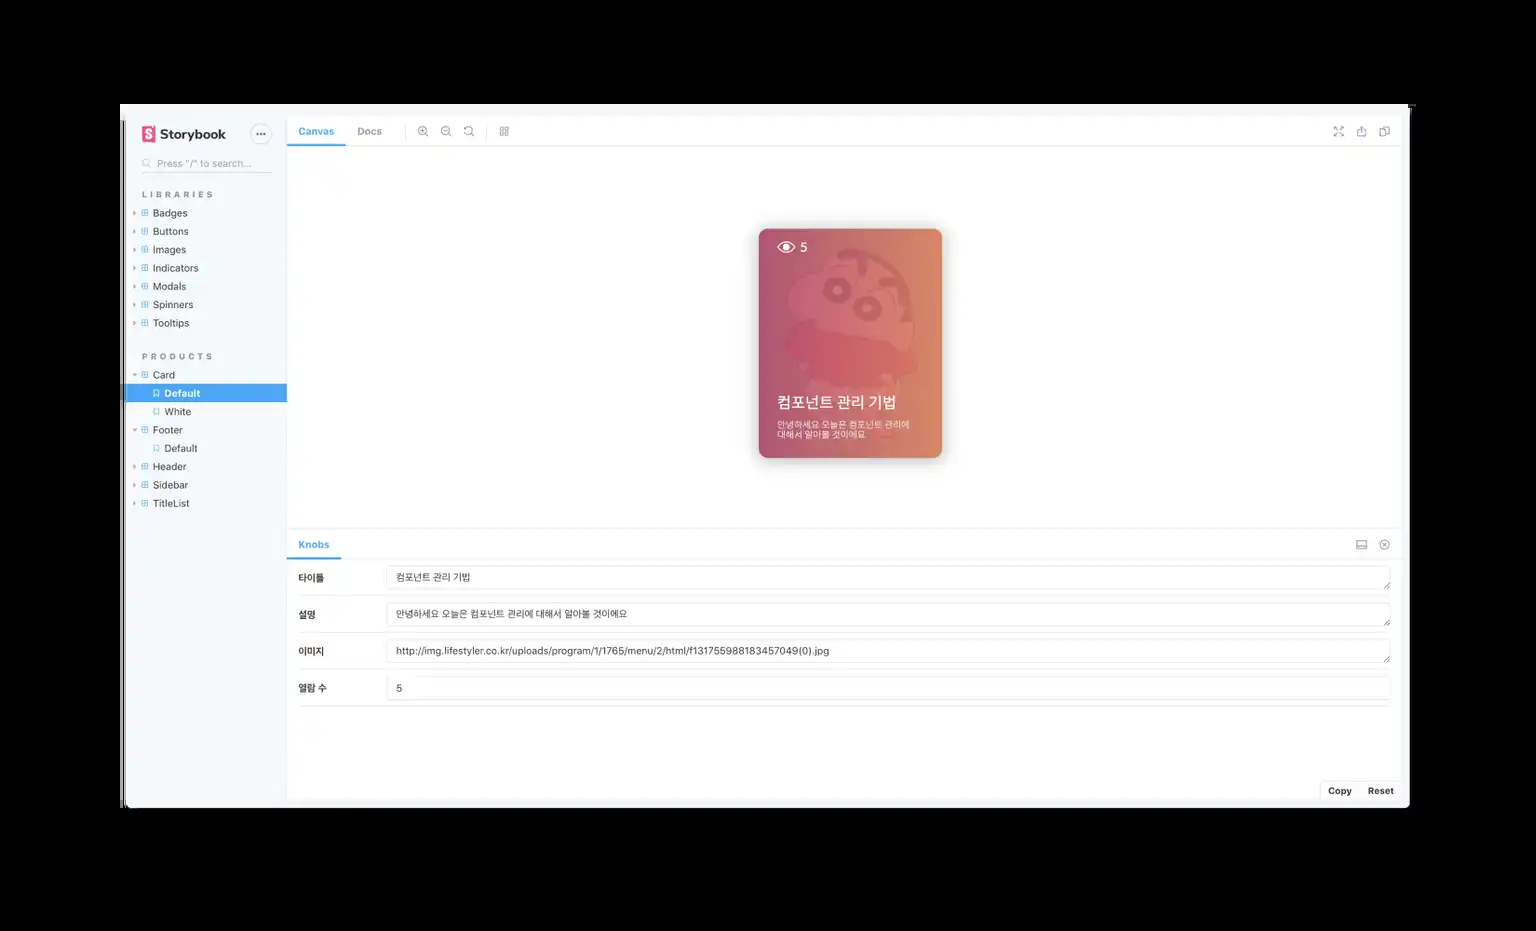 Storybook
Press "/" to search...
LIBRARIES
Badges
Buttons
Images
Indicators
Modals
Spinners
Tooltips
PRODUCTS
Card
Default
White
Footer
Default
Header
Sidebar
TitleList
Canvas
Docs
5
컴포넌트 관리 기법
안녕하세요 오늘은 컴포넌트 관리에
대해서 알아볼 것이에요
Knobs
타이틀
컴포넌트 관리 기법
설명
안녕하세요 오늘은 컴포넌트 관리에 대해서 알아볼 것이에요
이미지
http://img.lifestyler.co.kr/uploads/program/1/1765/menu/2/html/f131755988183457049(0).jpg
열람 수
5
Copy
Reset